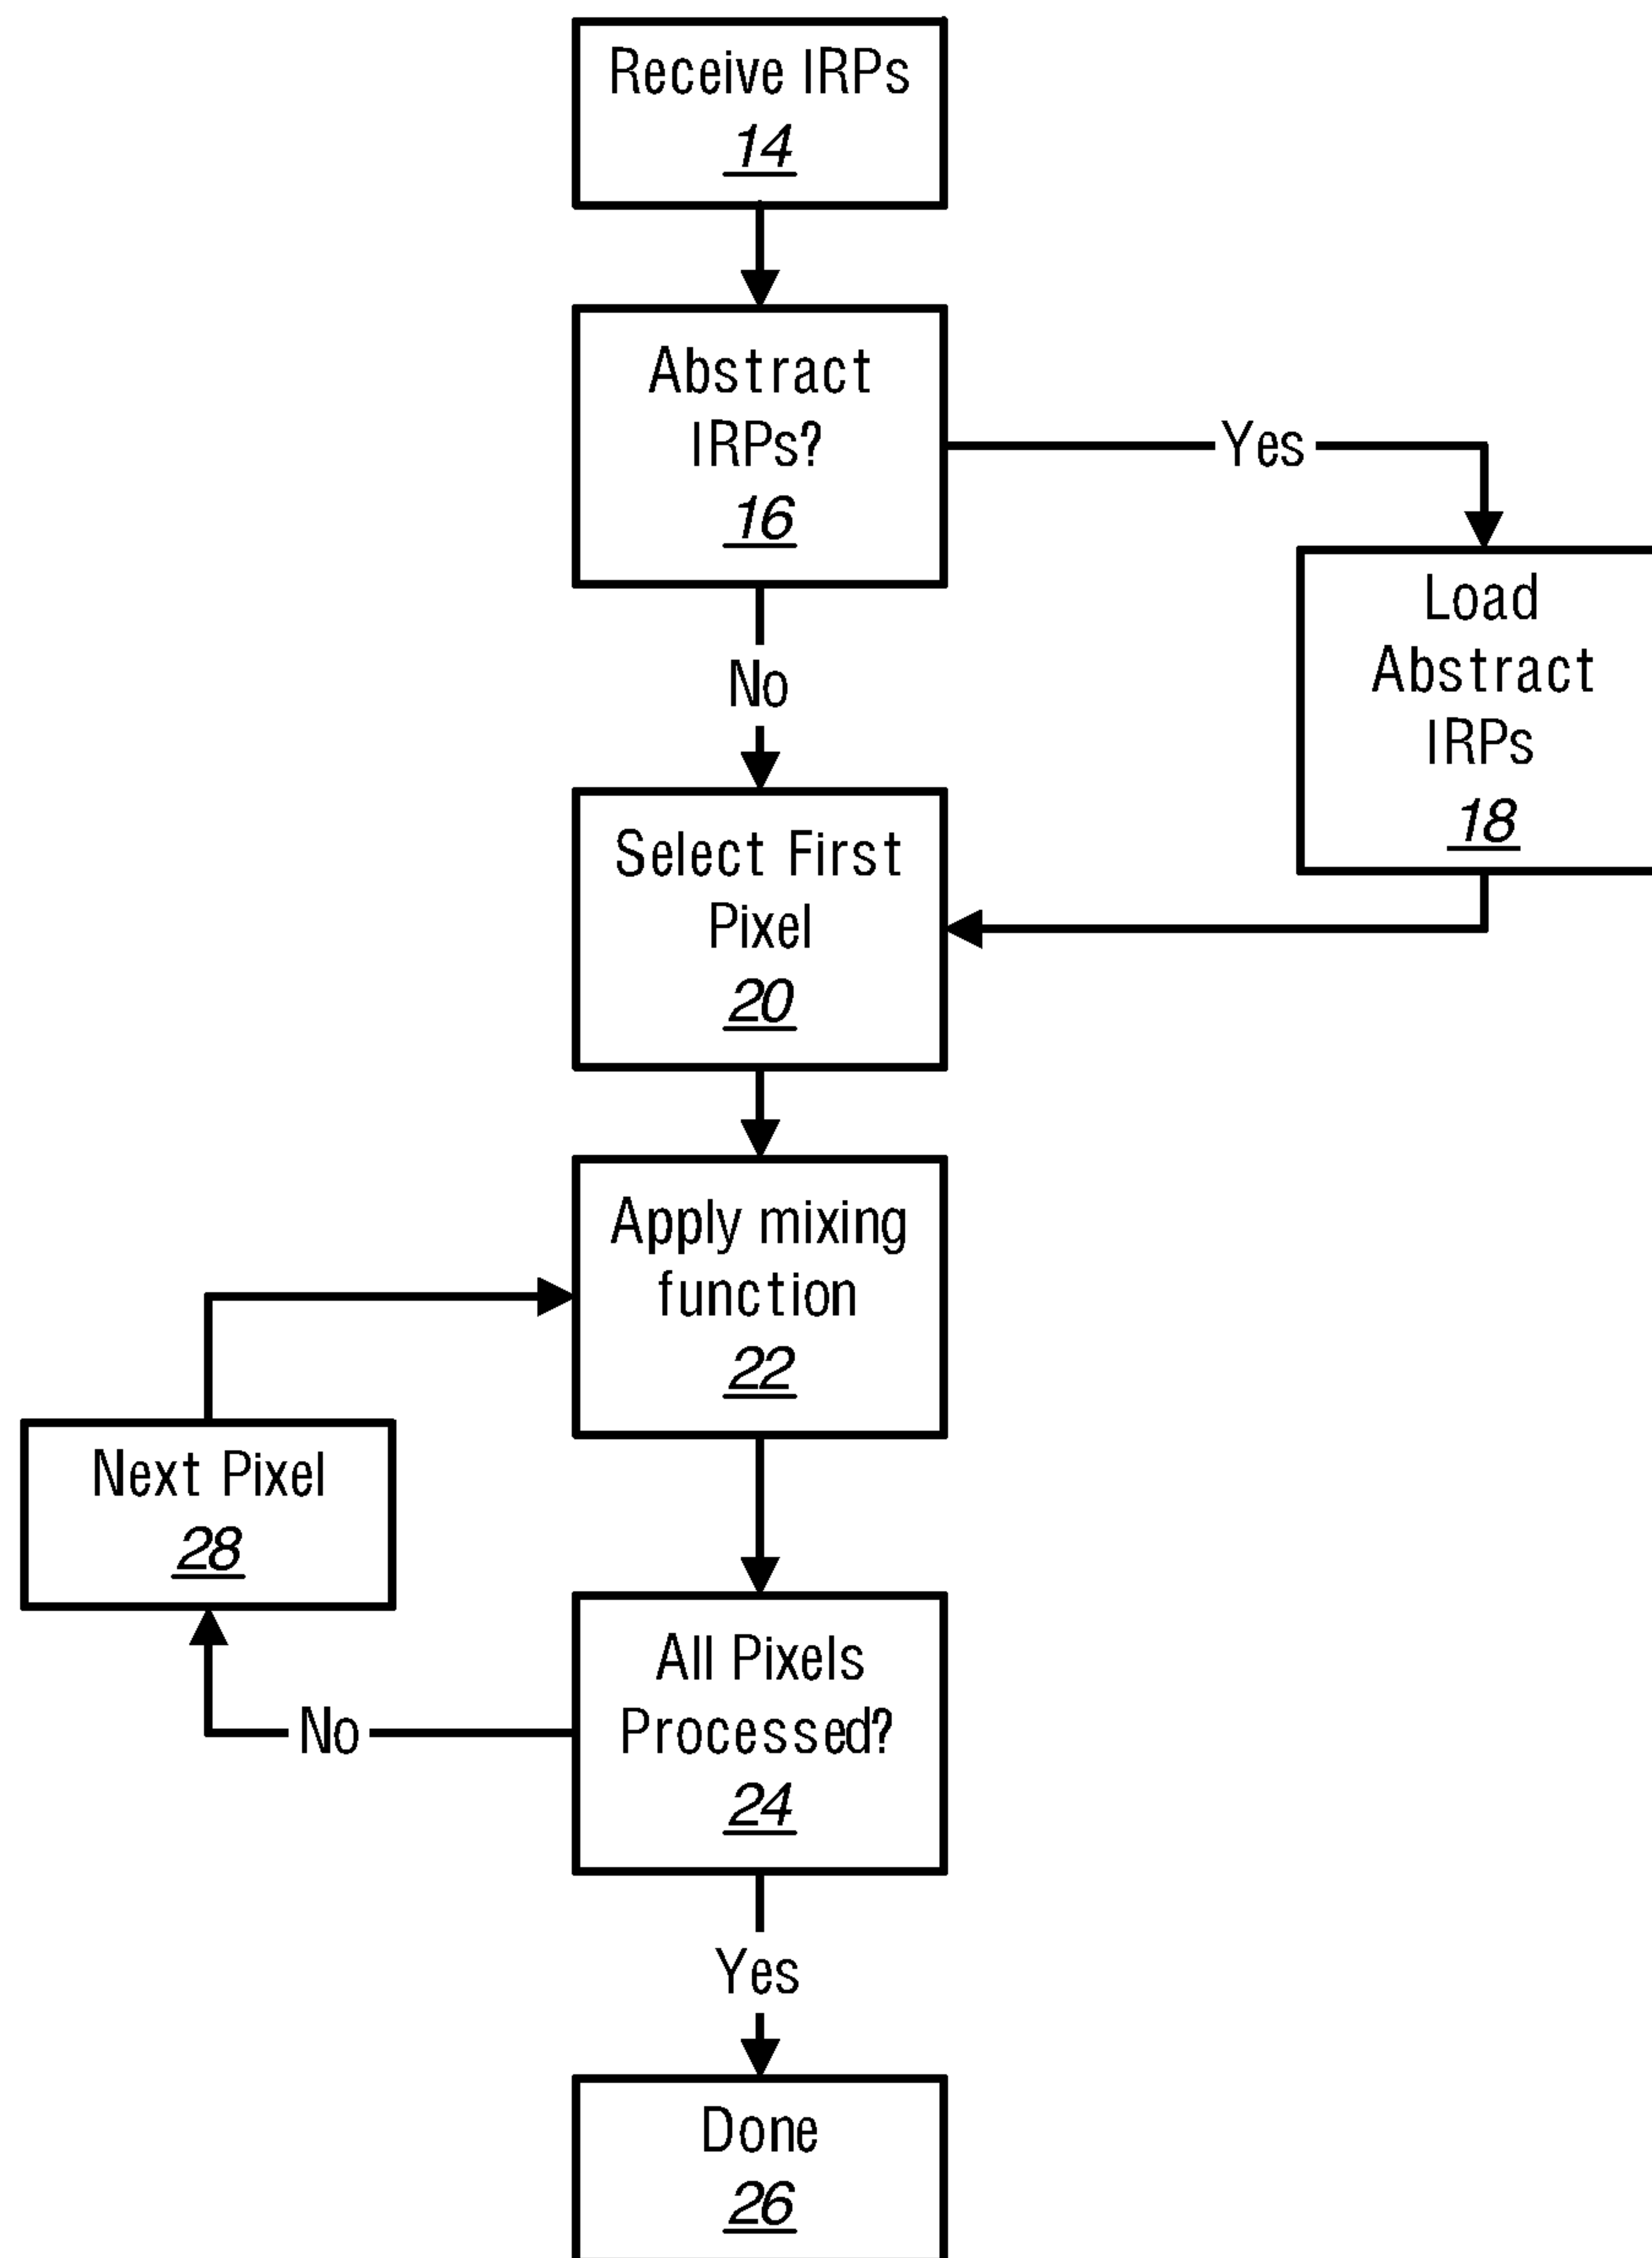 Receive IRPs
14
Abstract
IRPs?
16
Yes
Load
Abstract
IRPs
18
No
Select First
Pixel
20
Apply mixing
function
22
Next Pixel
28
All Pixels
Processed?
24
No
Yes
Done
26